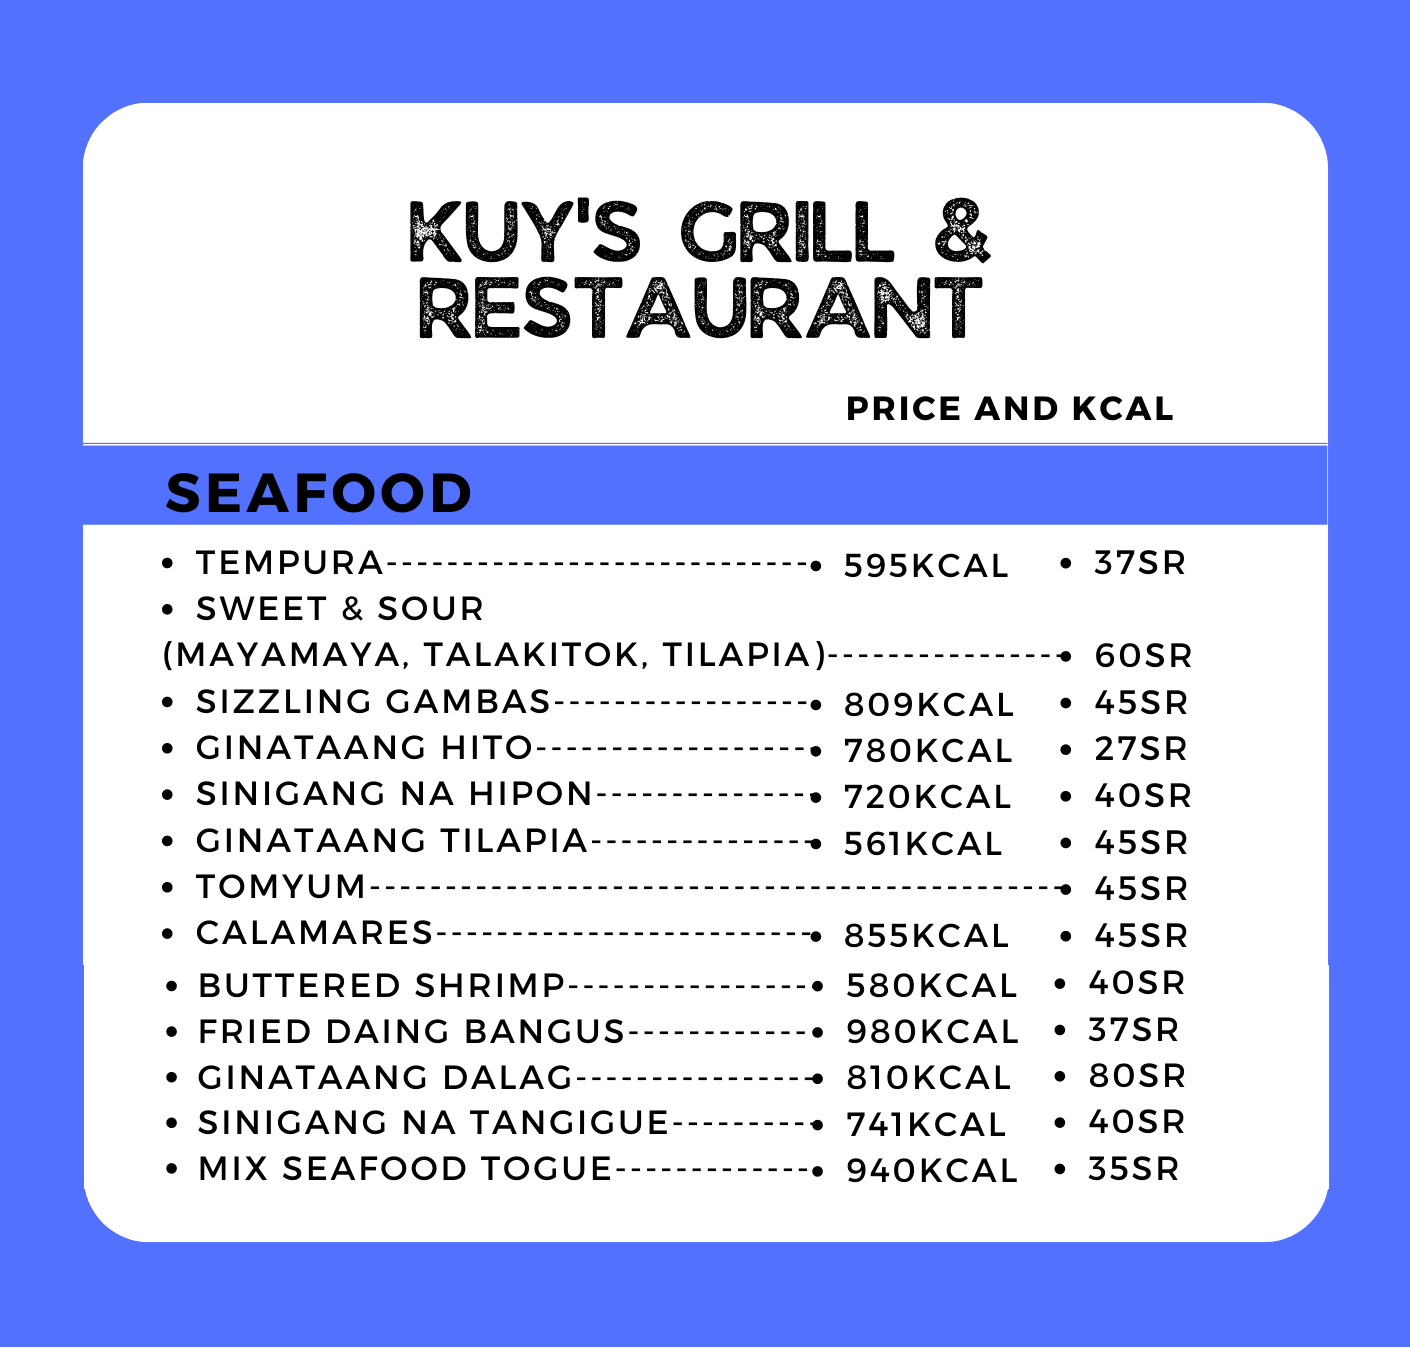 KUY'S GRILL &
RESTAURANT
PRICE AND KCAL
SEAFOOD
• TEMPURA---------------------------• 595KCAL • 37SR
• SWEET & SOUR
(MAYAMAYA, TALAKITOK, TILAPIA)---------------• 60SR
• SIZZLING GAMBAS-----------------• 809KCAL • 45SR
• GINATAANG HITO------------------• 780KCAL • 27SR
• SINIGANG NA HIPON--------------• 720KCAL • 40SR
• GINATAANG TILAPIA--------------• 561KCAL • 45SR
• TOMYUM---------------------------------------------• 45SR
• CALAMARES------------------------• 855KCAL • 45SR
• BUTTERED SHRIMP----------------• 580KCAL • 40SR
• FRIED DAING BANGUS------------• 980KCAL • 37SR
• GINATAANG DALAG---------------• 810KCAL • 80SR
• SINIGANG NA TANGIGUE---------• 741KCAL • 40SR
• MIX SEAFOOD TOGUE-------------• 940KCAL • 35SR